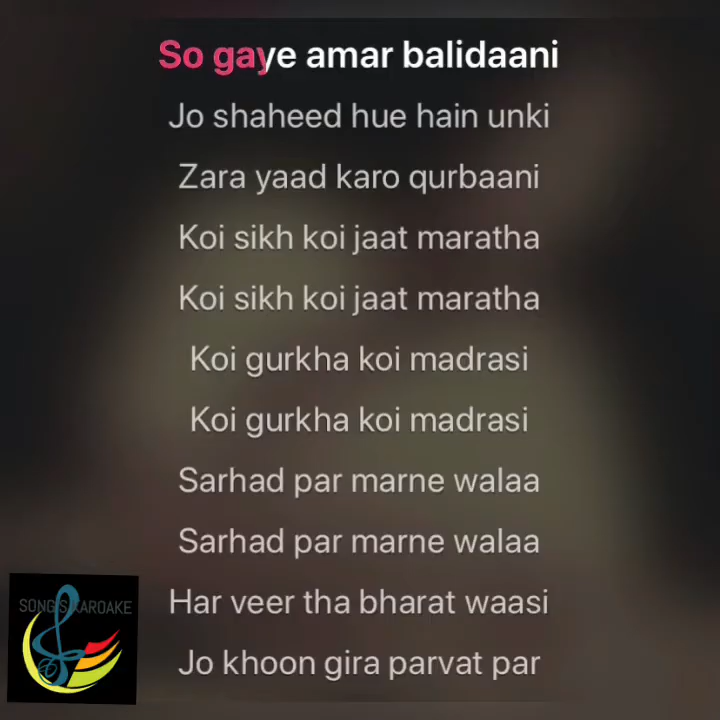 So gaye amar balidaani
Jo shaheed hue hain unki
Zara yaad karo qurbaani
Koi sikh koi jaat maratha
Koi sikh koi jaat maratha
Koi gurkha koi madrasi
Koi gurkha koi madrasi
Sarhad par marne walaa
Sarhad par marne walaa
Har veer tha bharat waasi
Jo khoon gira parvat par
SONG'S KAROAKE